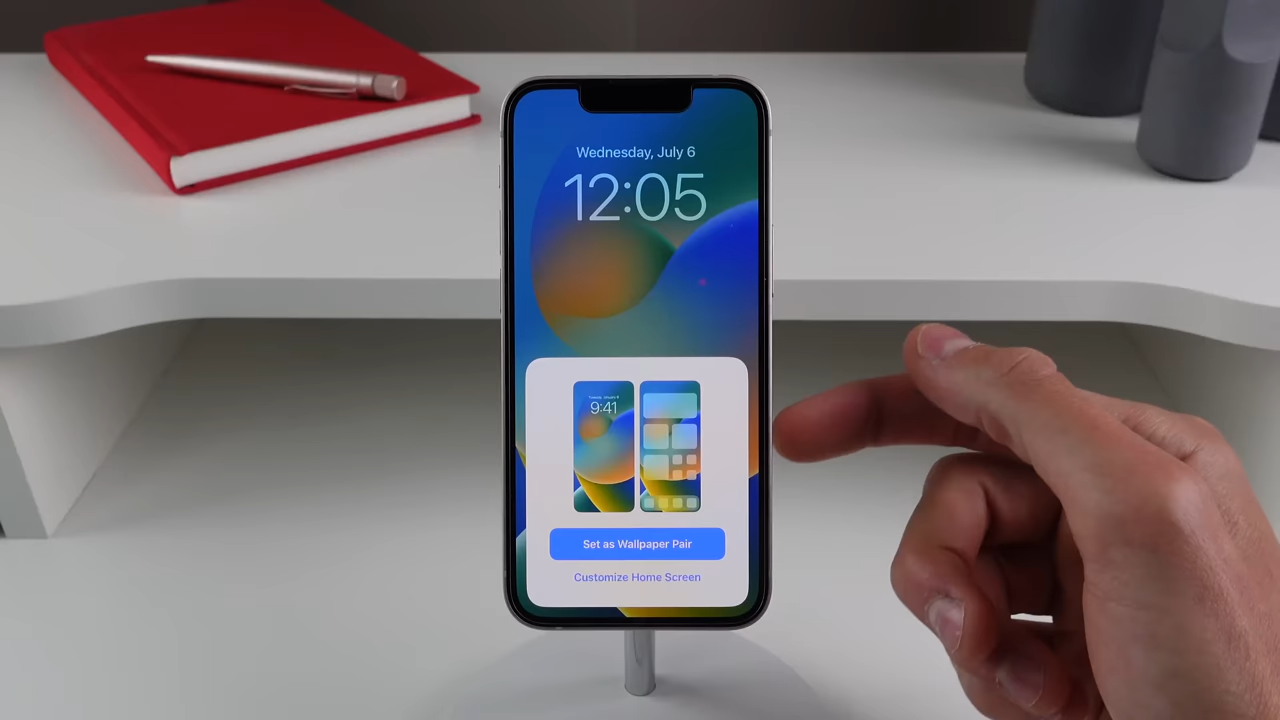 Wednesday, July 6
12:05
9:41
Set as Wallpaper Pair
Customize Home Screen